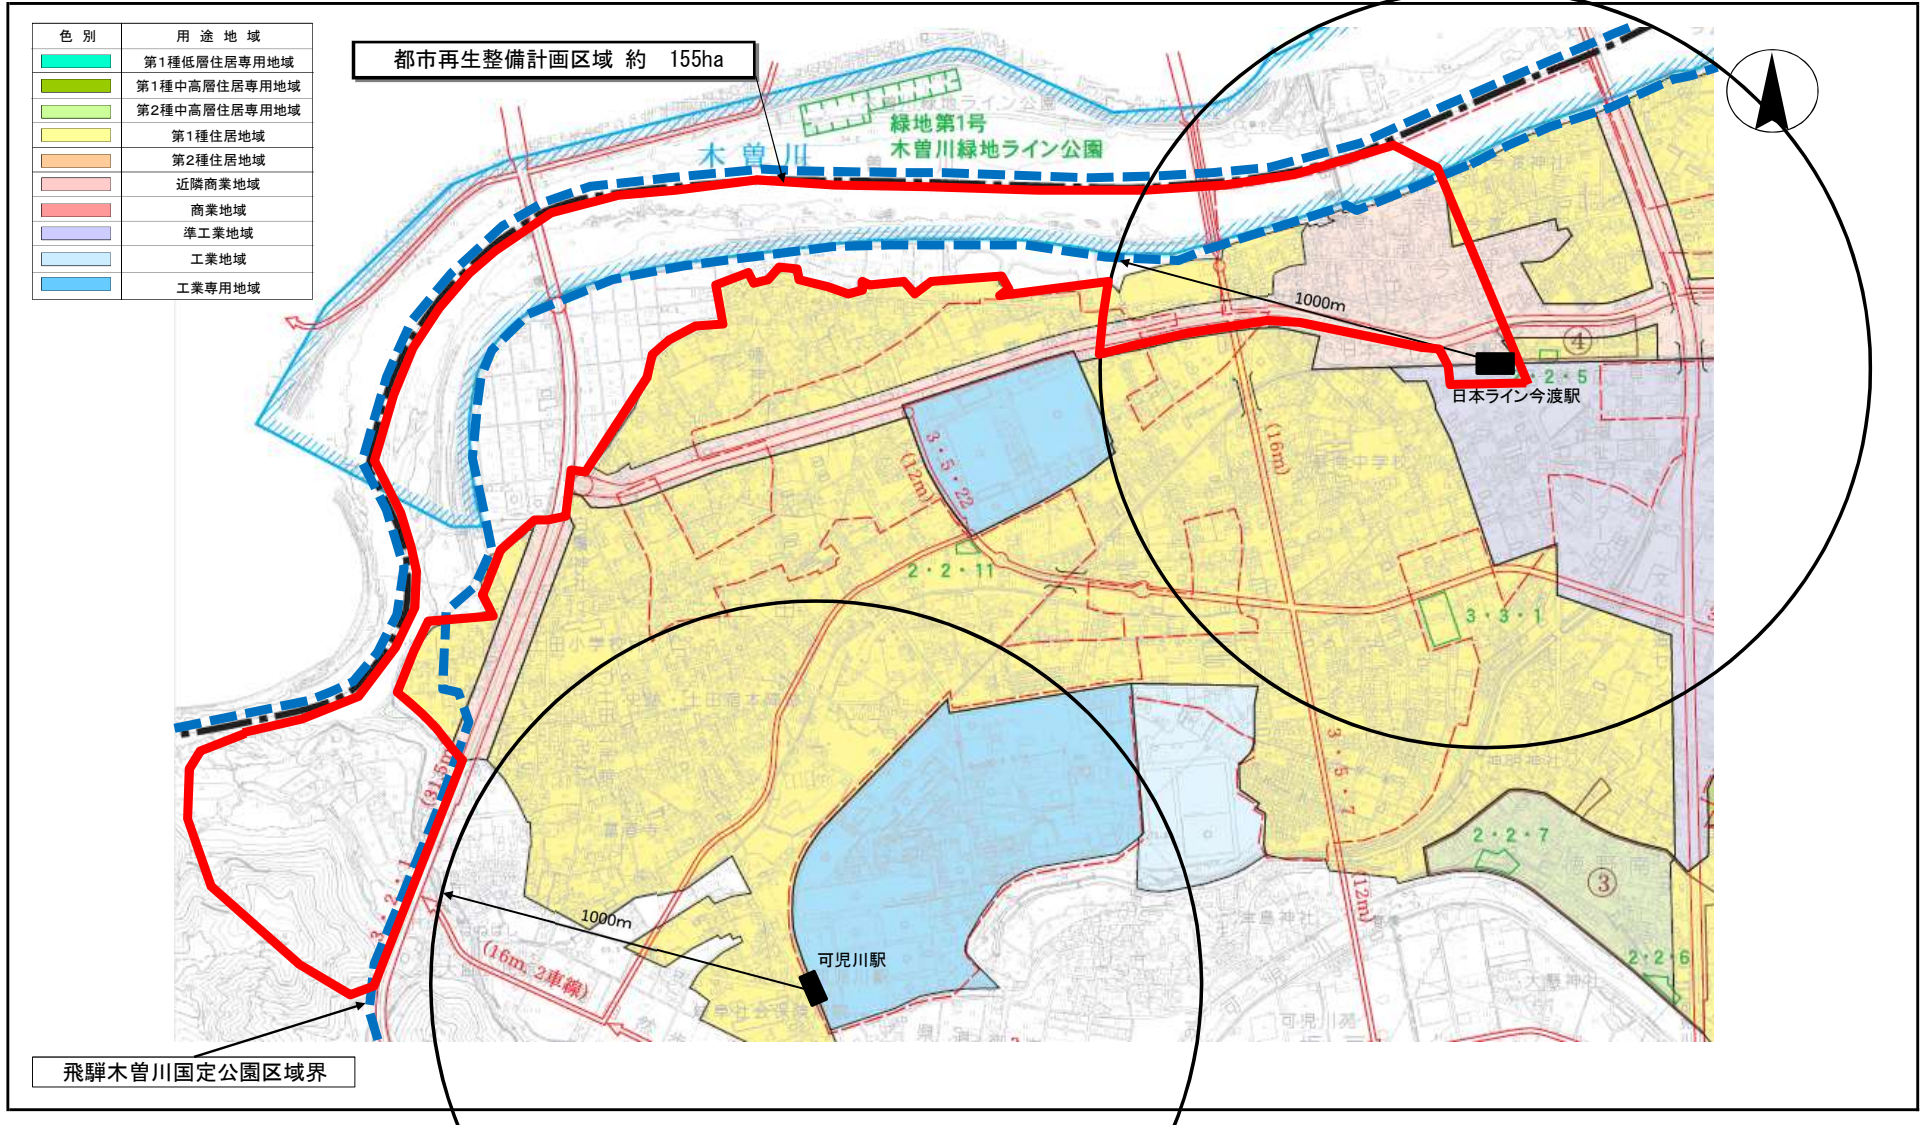 色 別
用 途 地 域
第1種低層住居専用地域
第1種中高層住居専用地域
第2種中高層住居専用地域
第1種住居地域
第2種住居地域
近隣商業地域
商業地域
準工業地域
工業地域
工業専用地域
都市再生整備計画区域 約 155ha
緑地第1号
木曽川緑地ライン公園
木曽川
1000m
④
2・5
日本ライン今渡駅
3・5・22
(12m)
(16m)
2・2・11
3・3・1
3・5・7
(12m)
2・2・7
③
2・2・6
(31.5m)
3・2・1
(16m, 2車線)
1000m
可児川駅
飛騨木曽川国定公園区域界